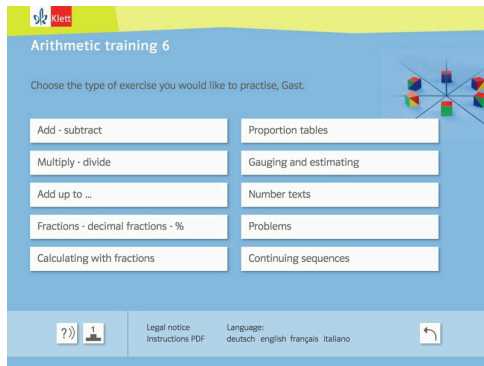 Klett
Arithmetic training 6
Choose the type of exercise you would like to practise, Gast.
Add - subtract
Multiply - divide
Add up to ...
Fractions - decimal fractions - %
Calculating with fractions
Proportion tables
Gauging and estimating
Number texts
Problems
Continuing sequences
?))
1
Legal notice
Instructions PDF
Language:
deutsch english français italiano